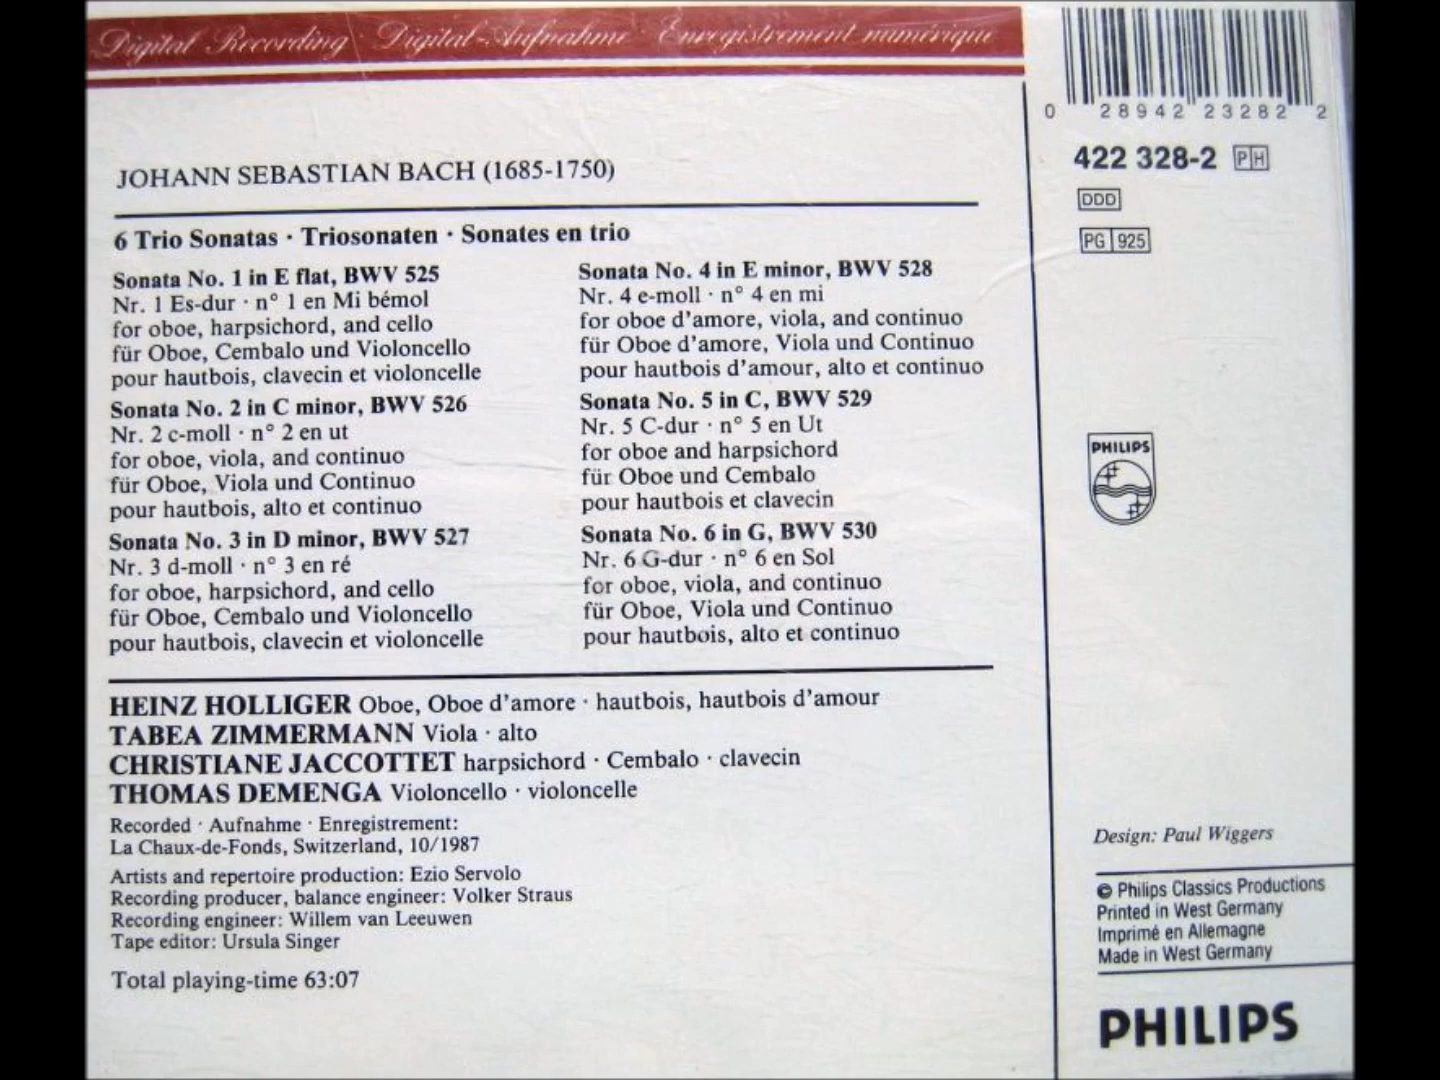 Digital Recording · Digital-Aufnahme · Enregistrement numérique
JOHANN SEBASTIAN BACH (1685-1750)
6 Trio Sonatas · Triosonaten · Sonates en trio
Sonata No. 1 in E flat, BWV 525
Nr. 1 Es-dur · n° 1 en Mi bémol
for oboe, harpsichord, and cello
für Oboe, Cembalo und Violoncello
pour hautbois, clavecin et violoncelle
Sonata No. 2 in C minor, BWV 526
Nr. 2 c-moll · n° 2 en ut
for oboe, viola, and continuo
für Oboe, Viola und Continuo
pour hautbois, alto et continuo
Sonata No. 3 in D minor, BWV 527
Nr. 3 d-moll · n° 3 en ré
for oboe, harpsichord, and cello
für Oboe, Cembalo und Violoncello
pour hautbois, clavecin et violoncelle
Sonata No. 4 in E minor, BWV 528
Nr. 4 e-moll · n° 4 en mi
for oboe d'amore, viola, and continuo
für Oboe d'amore, Viola und Continuo
pour hautbois d'amour, alto et continuo
Sonata No. 5 in C, BWV 529
Nr. 5 C-dur · n° 5 en Ut
for oboe and harpsichord
für Oboe und Cembalo
pour hautbois et clavecin
Sonata No. 6 in G, BWV 530
Nr. 6 G-dur · n° 6 en Sol
for oboe, viola, and continuo
für Oboe, Viola und Continuo
pour hautbois, alto et continuo
HEINZ HOLLIGER Oboe, Oboe d'amore · hautbois, hautbois d'amour
TABEA ZIMMERMANN Viola · alto
CHRISTIANE JACCOTTET harpsichord · Cembalo · clavecin
THOMAS DEMENGA Violoncello · violoncelle
Recorded · Aufnahme · Enregistrement:
La Chaux-de-Fonds, Switzerland, 10/1987
Artists and repertoire production: Ezio Servolo
Recording producer, balance engineer: Volker Straus
Recording engineer: Willem van Leeuwen
Tape editor: Ursula Singer
Total playing-time 63:07
0 28942 23282 2
422 328-2 PH
DDD
PG 925
PHILIPS
Design: Paul Wiggers
© Philips Classics Productions
Printed in West Germany
Imprimé en Allemagne
Made in West Germany
PHILIPS